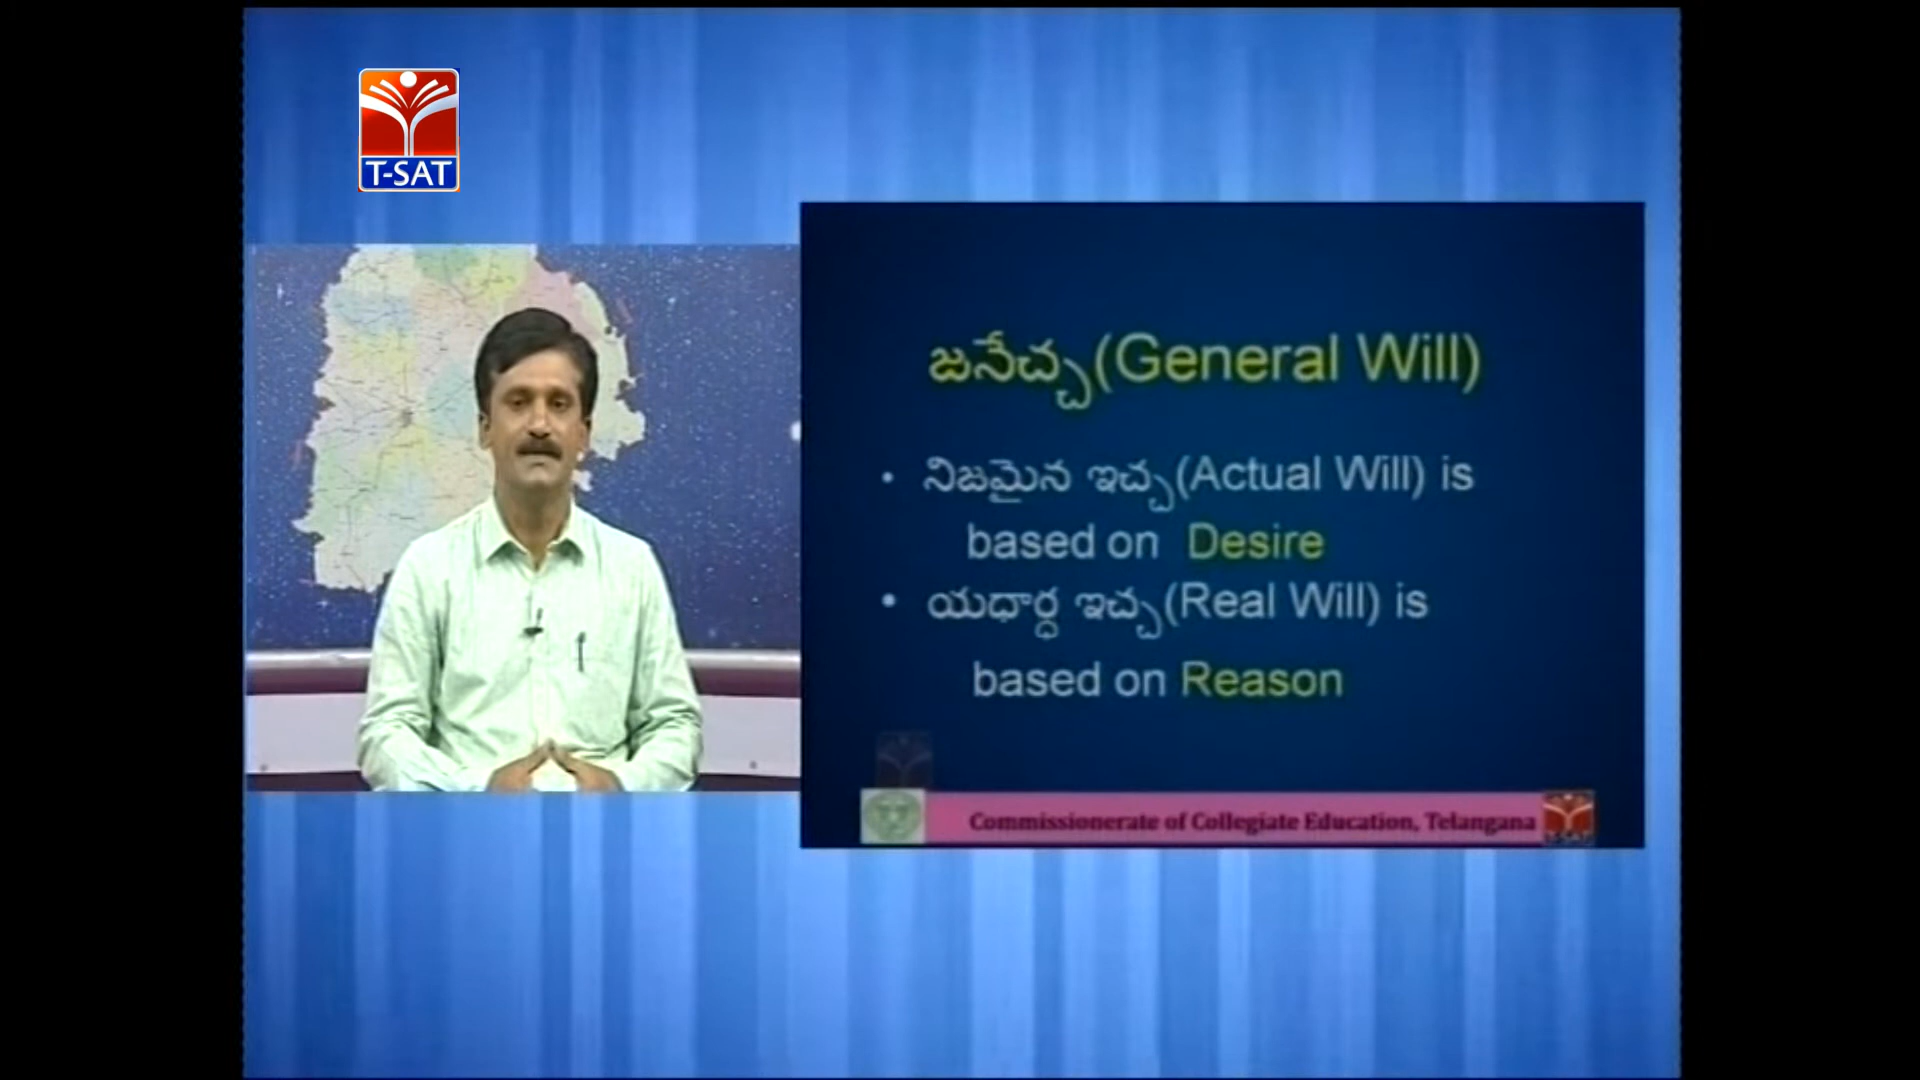 T-SAT
జనేచ్ఛ(General Will)
• నిజమైన ఇచ్ఛ(Actual Will) is
based on Desire
• యధార్ధ ఇచ్ఛ(Real Will) is
based on Reason
Commissionerate of Collegiate Education, Telangana